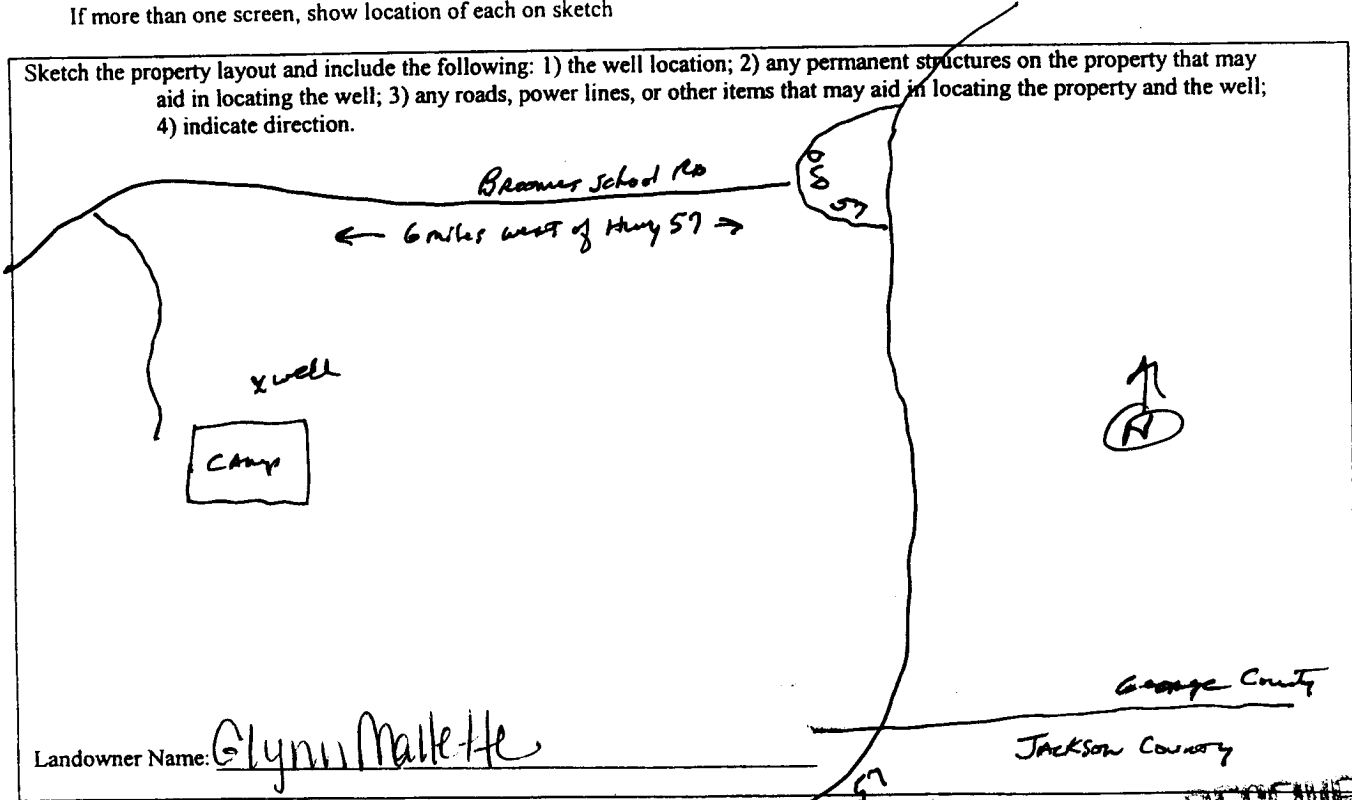 If more than one screen, show location of each on sketch
Sketch the property layout and include the following: 1) the well location; 2) any permanent structures on the property that may
aid in locating the well; 3) any roads, power lines, or other items that may aid in locating the property and the well;
4) indicate direction.
School Rd
Old
57
← 6 miles west of Hwy 57 →
x well
Camp
N
George County
Landowner Name: Glynn Mallette
Jackson County
57